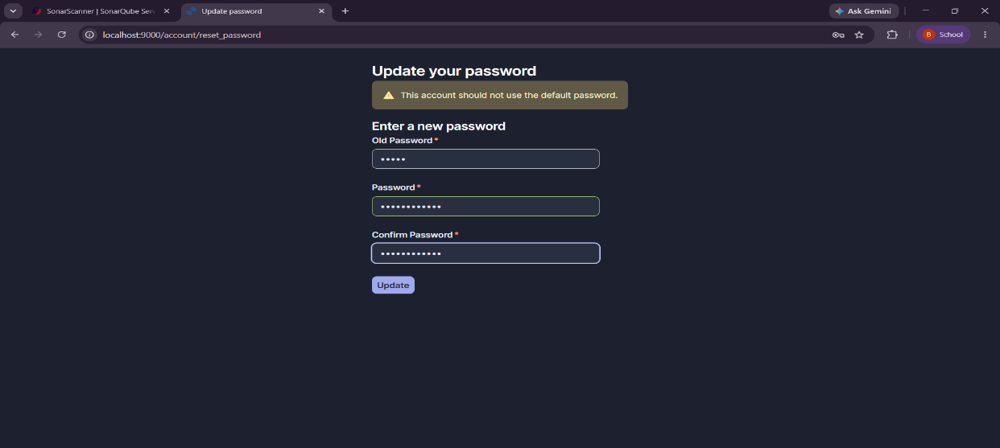 SonarScanner | SonarQube Serv
Update password
Ask Gemini
localhost:9000/account/reset_password
B School
Update your password
This account should not use the default password.
Enter a new password
Old Password *
•••••
Password *
••••••••••••
Confirm Password *
••••••••••••
Update